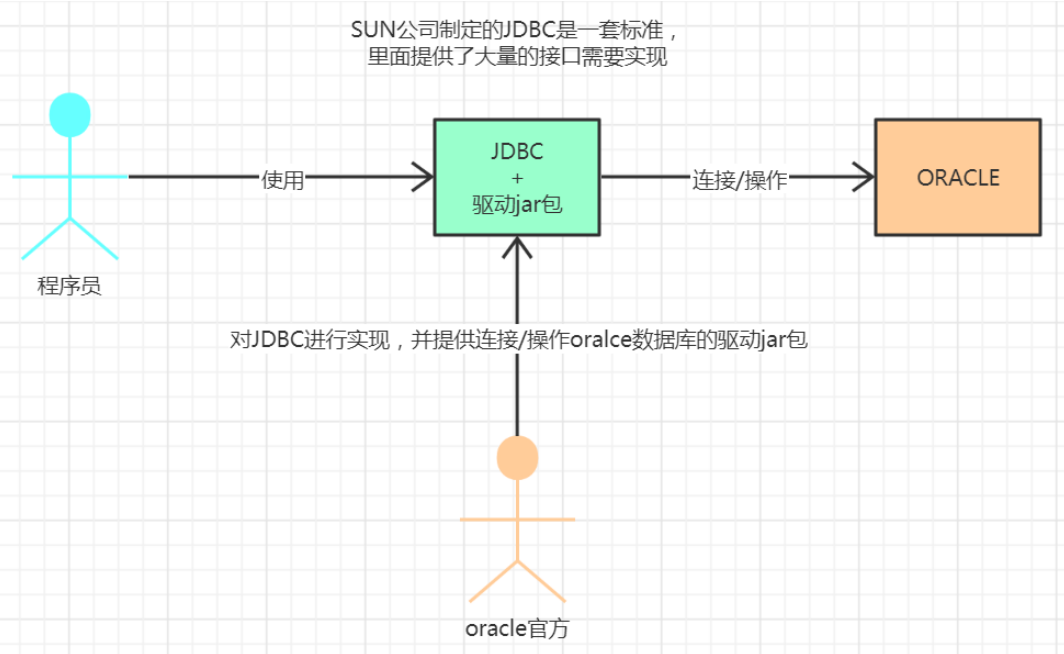 SUN公司制定的JDBC是一套标准，
里面提供了大量的接口需要实现
JDBC
+
驱动jar包
使用
连接/操作
ORACLE
程序员
对JDBC进行实现，并提供连接/操作oralce数据库的驱动jar包
oracle官方